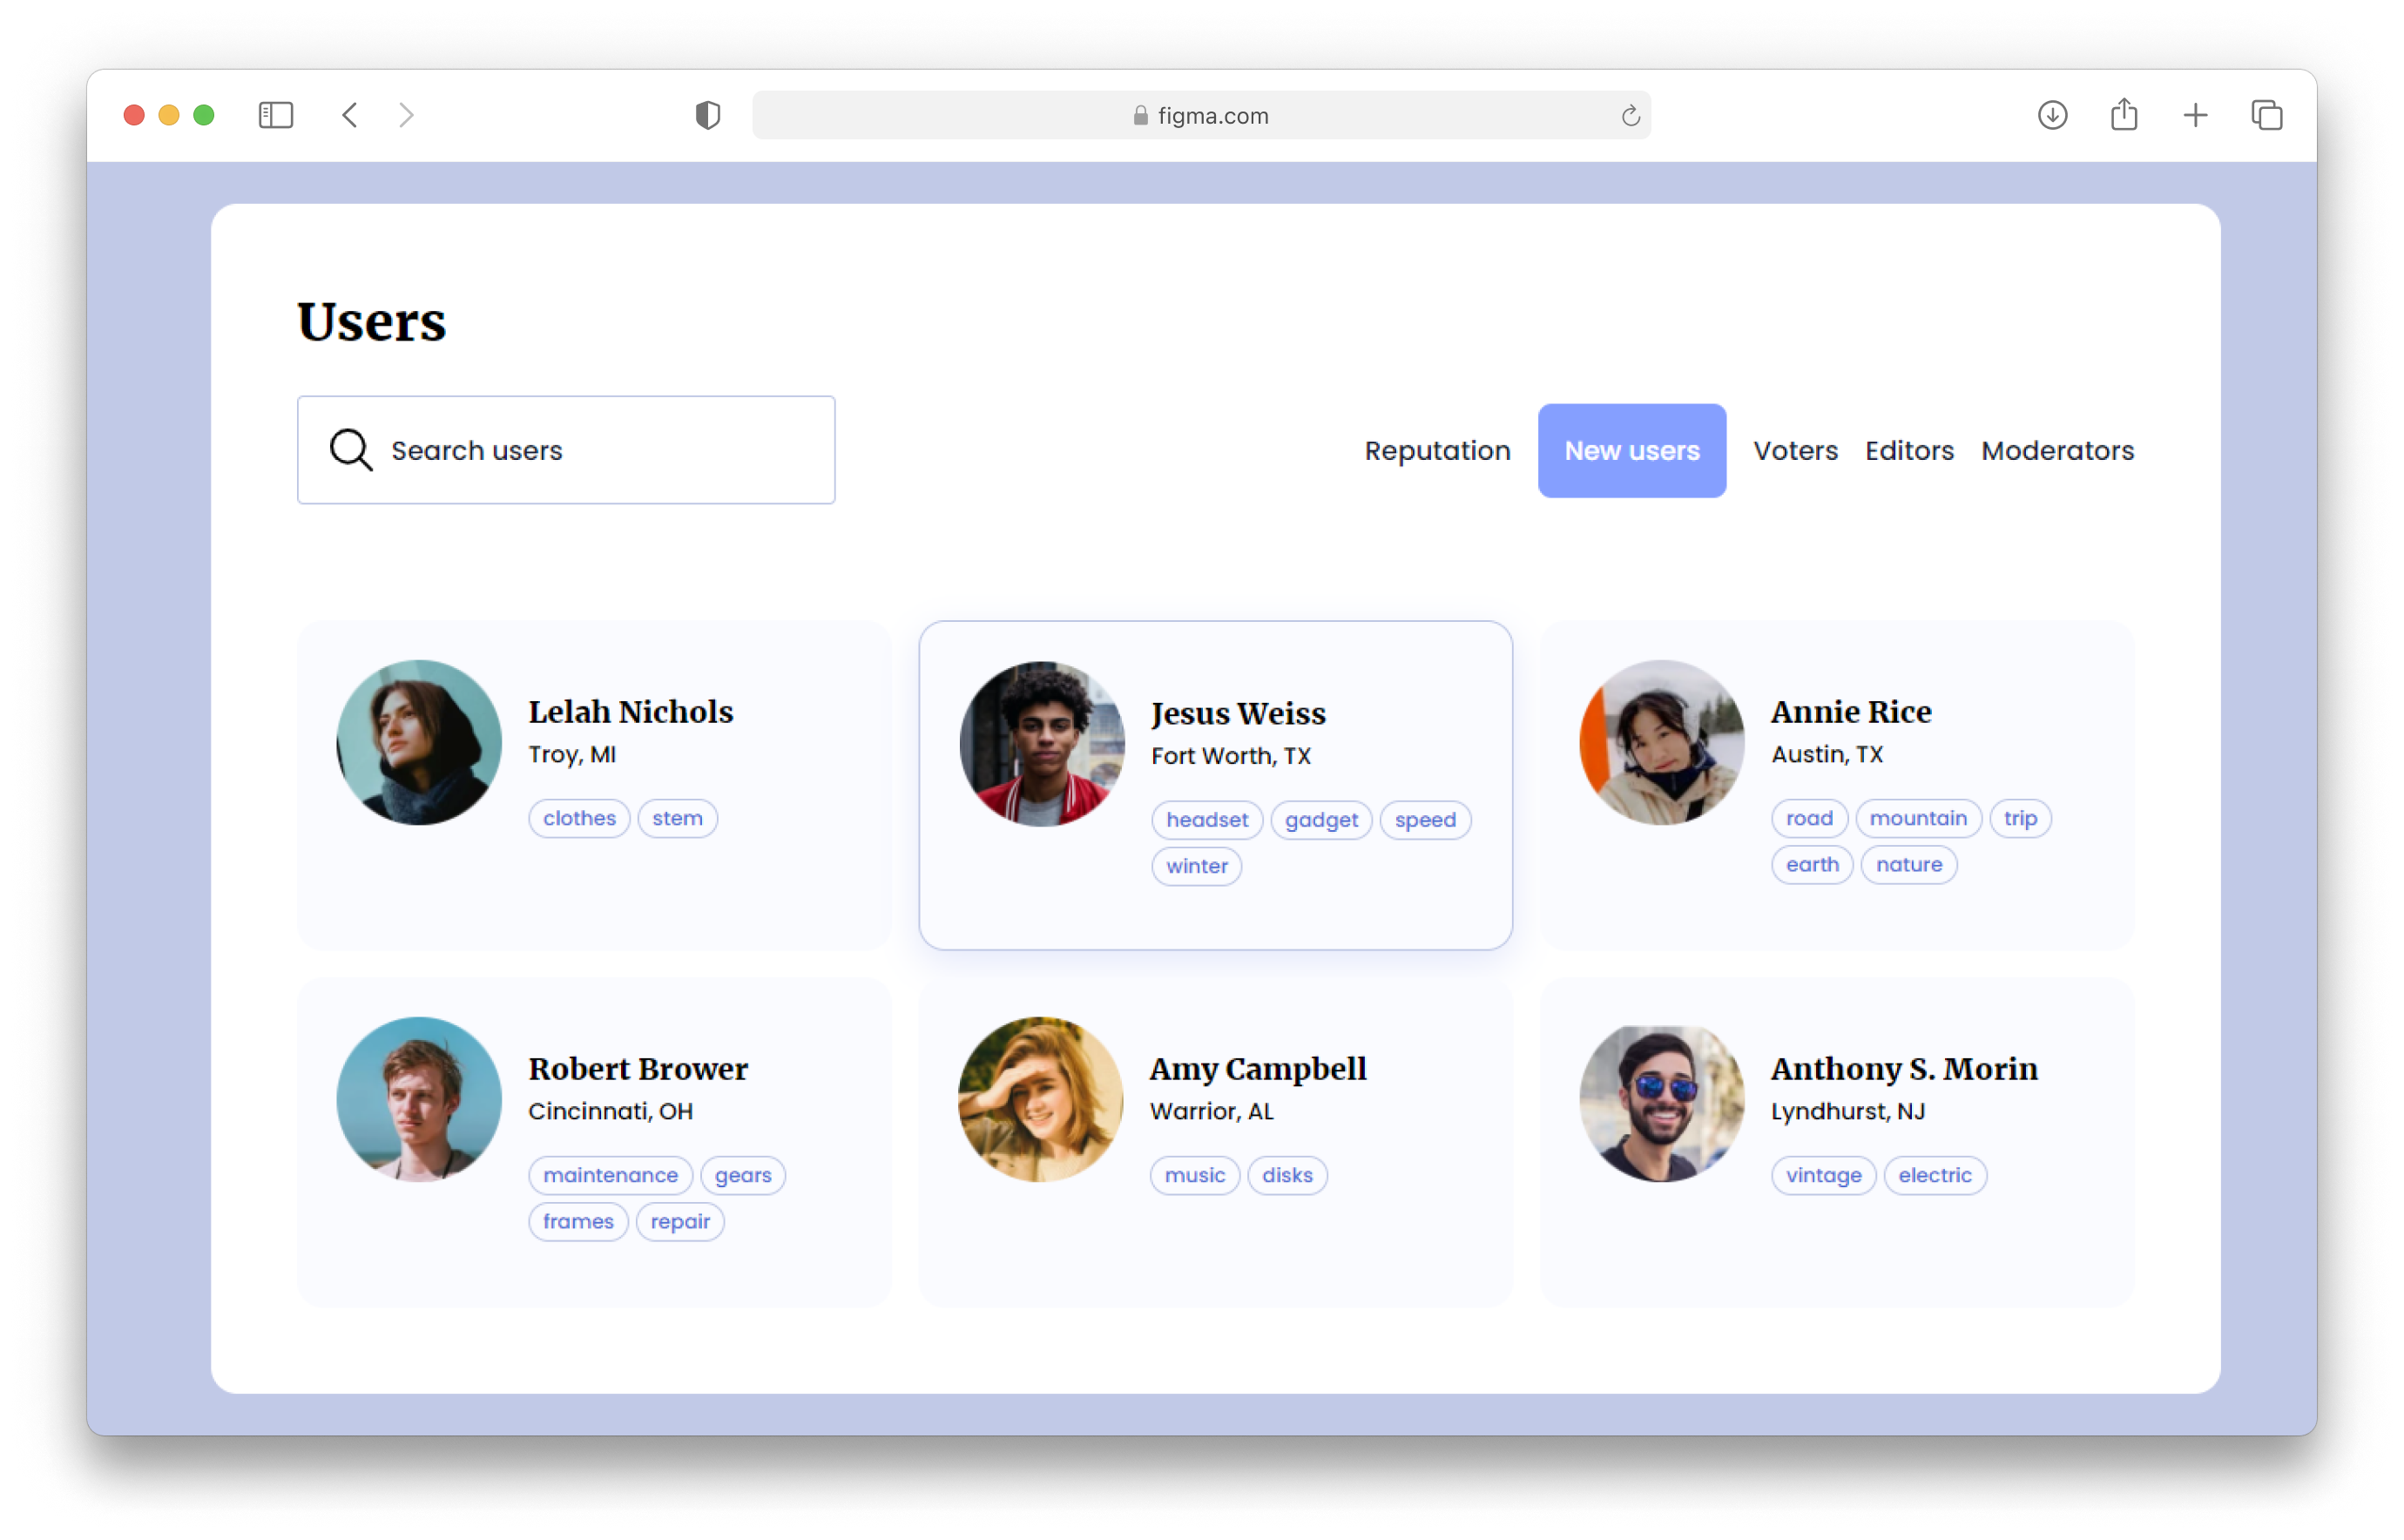 figma.com
Users
Search users
Reputation New users Voters Editors Moderators
Lelah Nichols
Troy, MI
clothes stem
Jesus Weiss
Fort Worth, TX
headset gadget speed
winter
Annie Rice
Austin, TX
road mountain trip
earth nature
Robert Brower
Cincinnati, OH
maintenance gears
frames repair
Amy Campbell
Warrior, AL
music disks
Anthony S. Morin
Lyndhurst, NJ
vintage electric